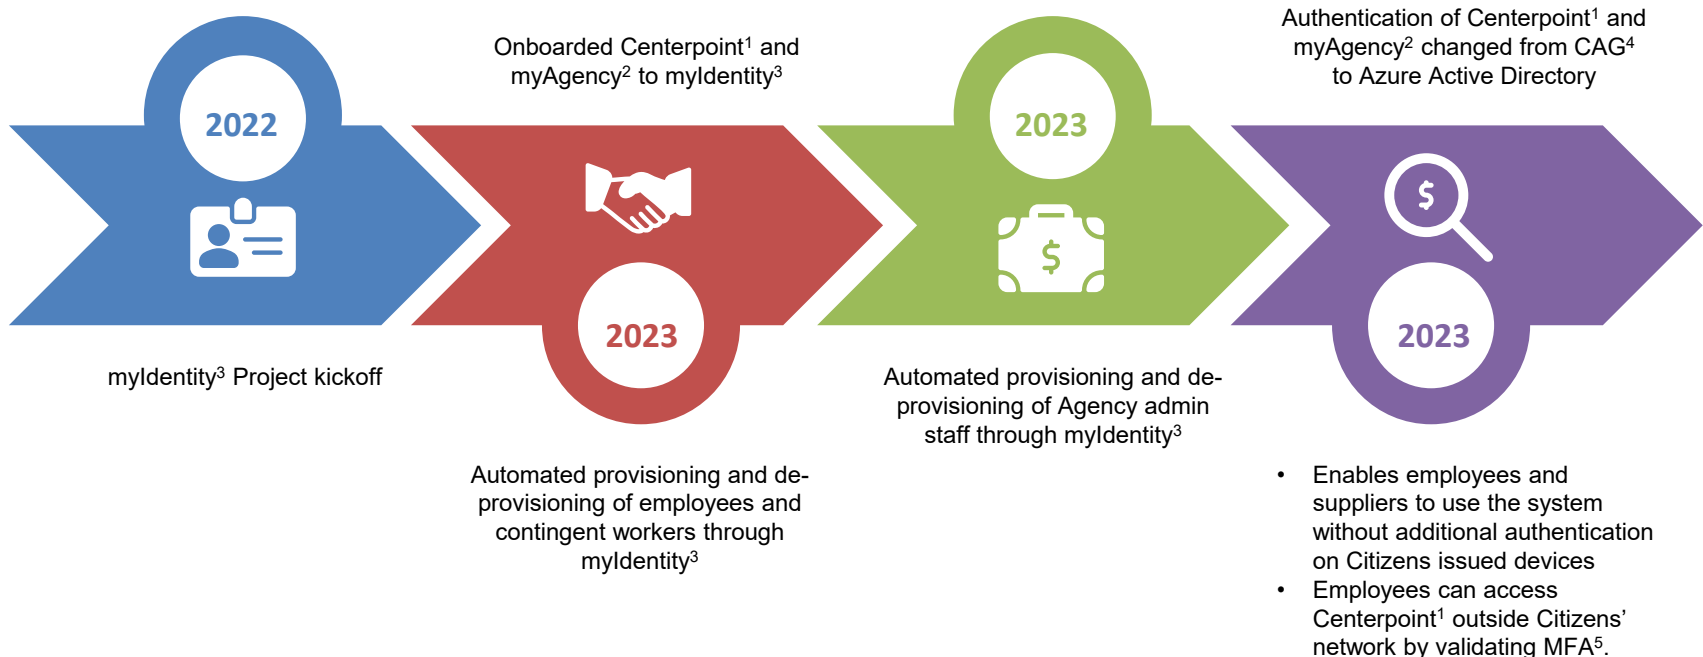 2022
myIdentity³ Project kickoff
Onboarded Centerpoint¹ and
myAgency² to myIdentity³
2023
Automated provisioning and de-
provisioning of employees and
contingent workers through
myIdentity³
2023
$
Automated provisioning and de-
provisioning of Agency admin
staff through myIdentity³
Authentication of Centerpoint¹ and
myAgency² changed from CAG⁴
to Azure Active Directory
$
2023
• Enables employees and
suppliers to use the system
without additional authentication
on Citizens issued devices
• Employees can access
Centerpoint¹ outside Citizens’
network by validating MFA⁵.